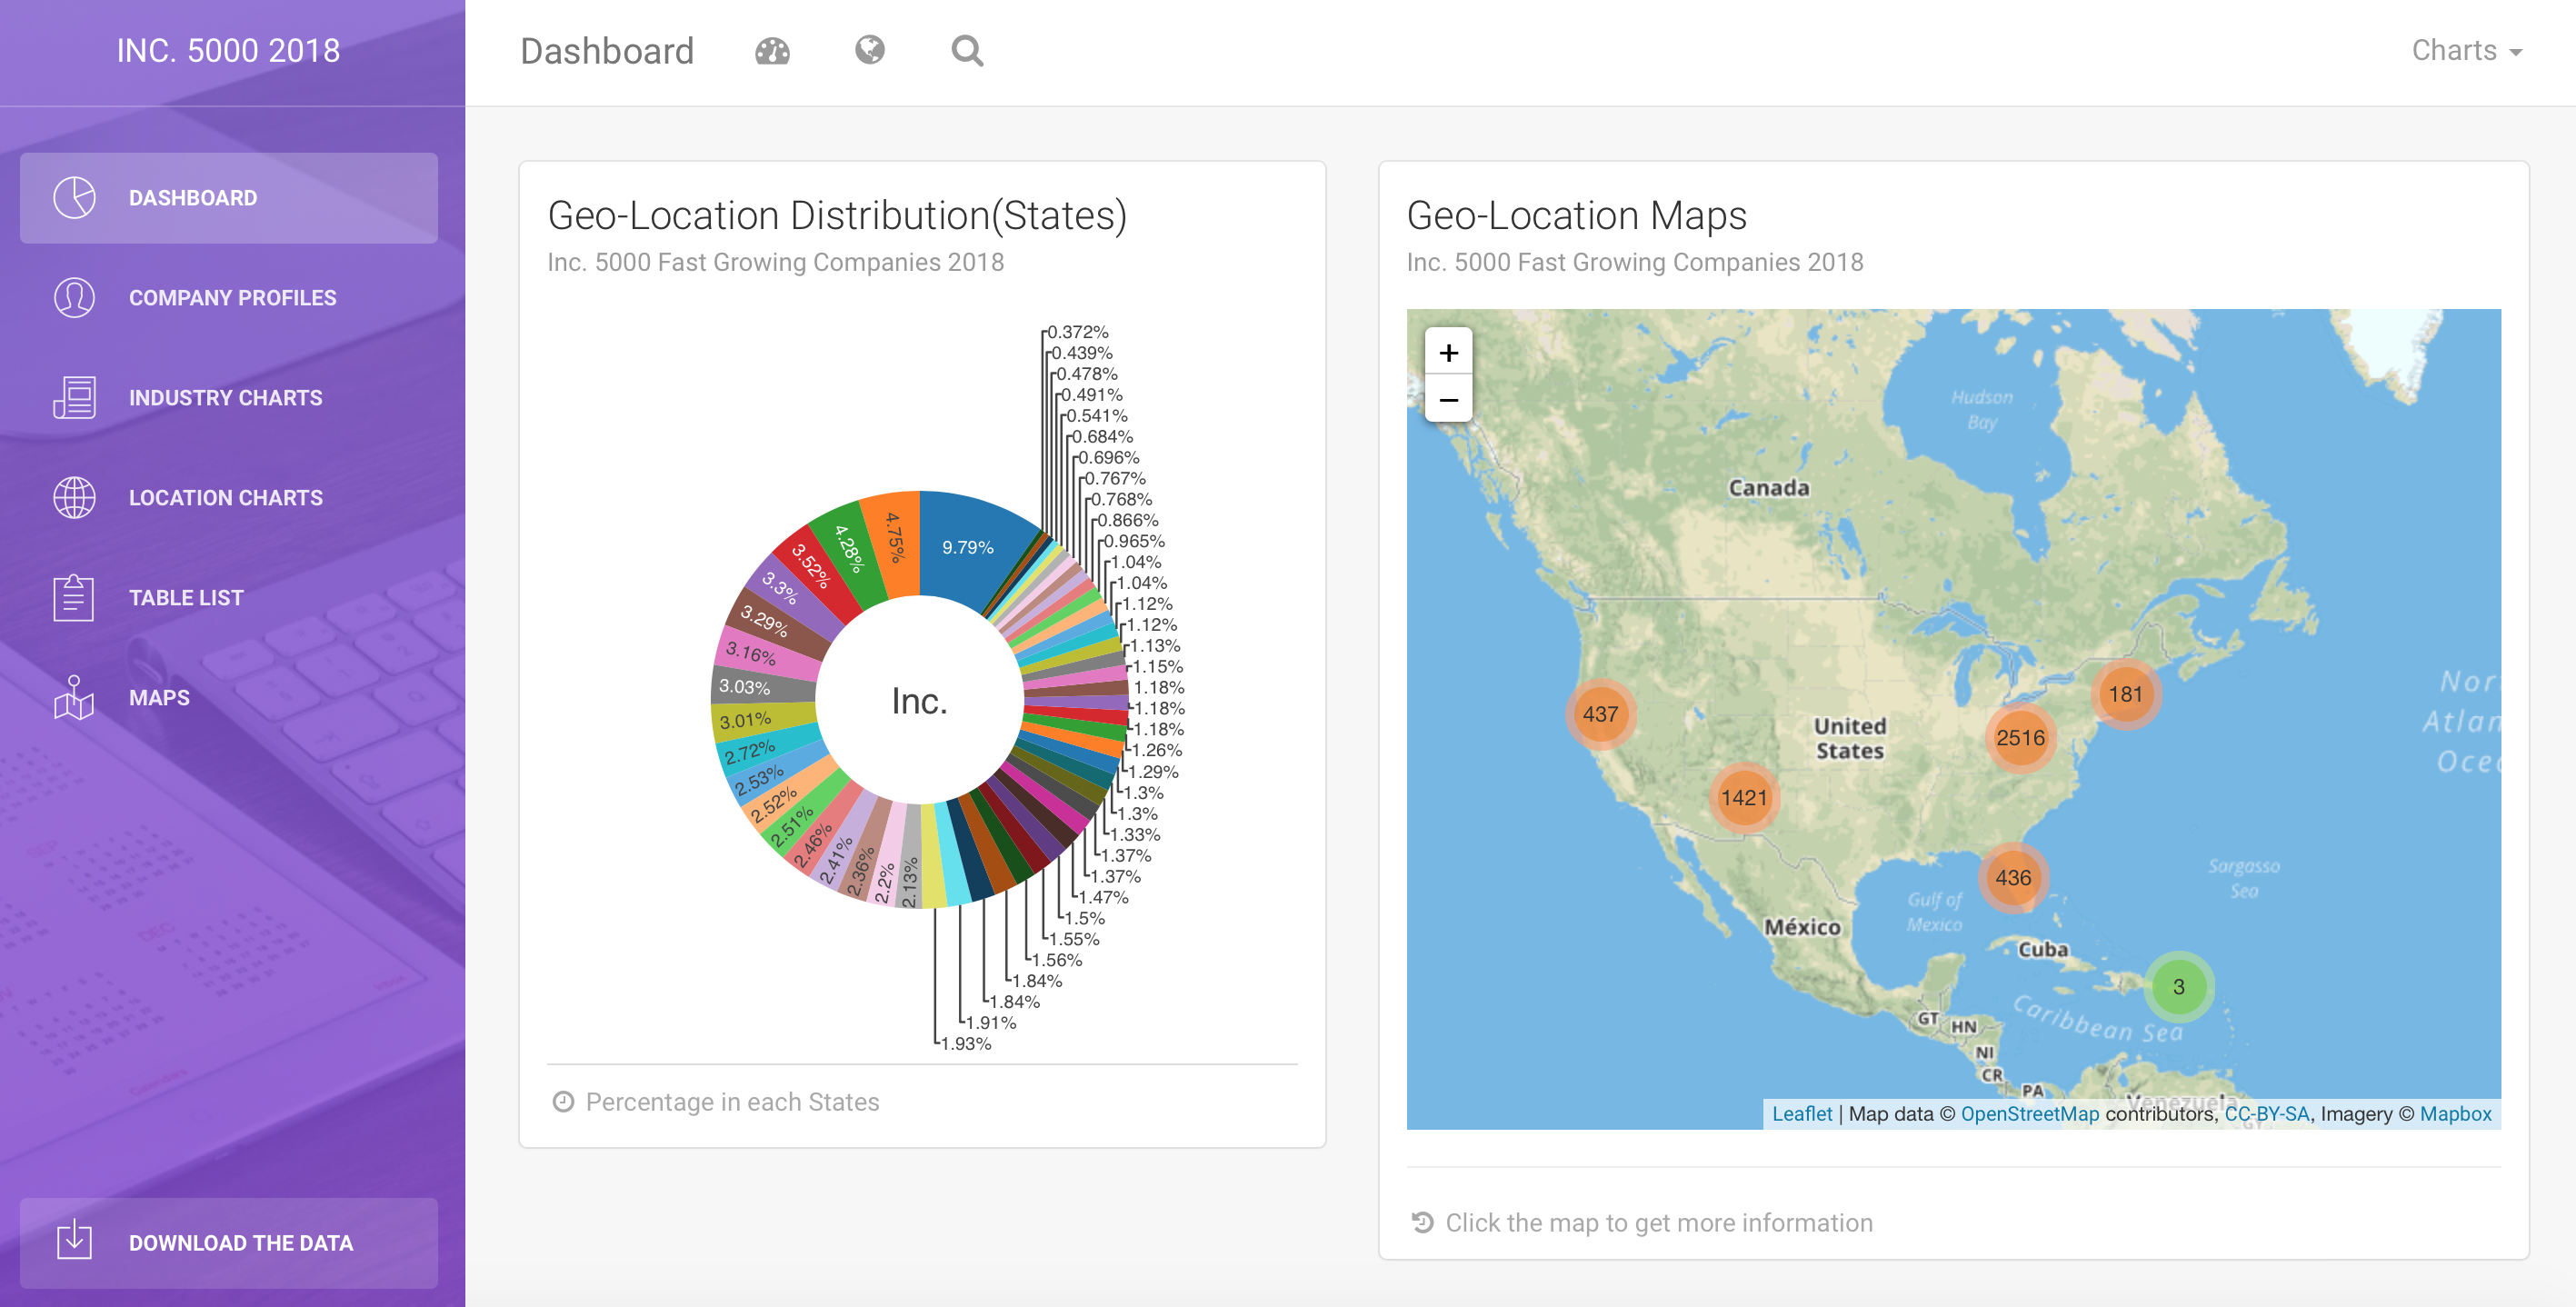 INC. 5000 2018
DASHBOARD
COMPANY PROFILES
INDUSTRY CHARTS
LOCATION CHARTS
TABLE LIST
MAPS
DOWNLOAD THE DATA
Dashboard
Charts
Geo-Location Distribution(States)
Inc. 5000 Fast Growing Companies 2018
0.372%
0.439%
0.478%
0.491%
0.541%
0.684%
0.696%
0.767%
0.768%
0.866%
0.965%
1.04%
1.04%
1.12%
1.12%
1.13%
1.15%
1.18%
1.18%
1.18%
1.26%
1.29%
1.3%
1.3%
1.33%
1.37%
1.37%
1.47%
1.5%
1.55%
1.56%
1.84%
1.84%
1.91%
1.93%
2.13%
2.2%
2.36%
2.41%
2.46%
2.51%
2.52%
2.53%
2.72%
3.01%
3.03%
3.16%
3.29%
3.3%
3.52%
4.28%
4.75%
9.79%
Inc.
Percentage in each States
Geo-Location Maps
Inc. 5000 Fast Growing Companies 2018
+
−
Hudson
Bay
Canada
Nor
Atlan
Oce
181
437
United
States
2516
1421
436
Sargasso
Sea
Gulf of
Mexico
México
Cuba
3
Caribbean Sea
GT
HN
NI
CR
PA
Venezuela
GY
Leaflet | Map data © OpenStreetMap contributors, CC-BY-SA, Imagery © Mapbox
Click the map to get more information